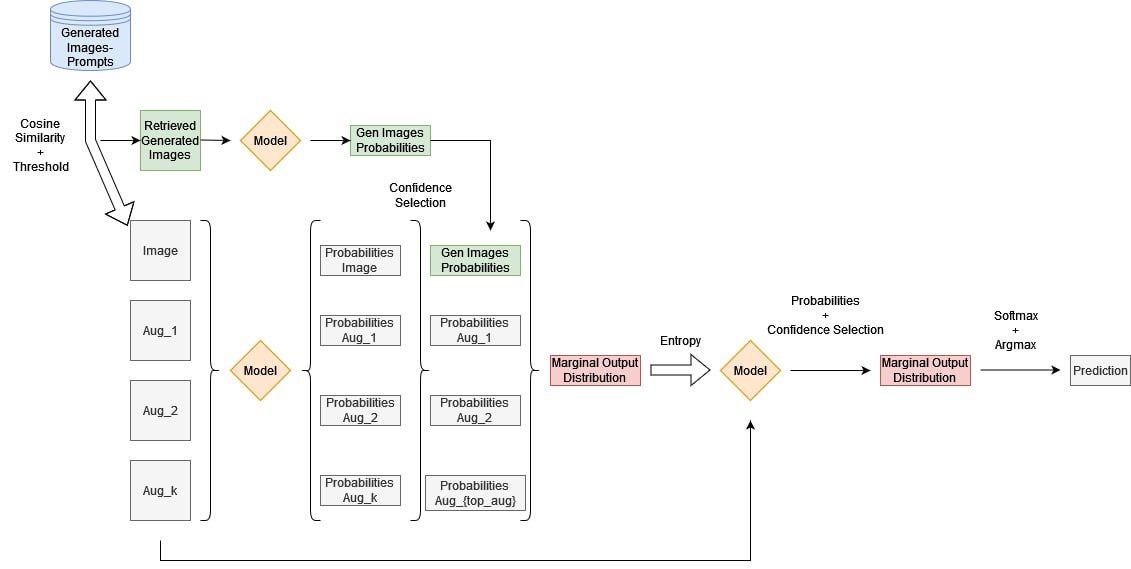 Generated
Images-
Prompts
Cosine
Similarity
+
Threshold
Retrieved
Generated
Images
Model
Gen Images
Probabilities
Confidence
Selection
Image
Aug_1
Aug_2
Aug_k
Model
Probabilities
Image
Probabilities
Aug_1
Probabilities
Aug_2
Probabilities
Aug_k
Gen Images
Probabilities
Probabilities
Aug_1
Probabilities
Aug_2
Probabilities
Aug_{top_aug}
Marginal Output
Distribution
Entropy
Model
Probabilities
+
Confidence Selection
Marginal Output
Distribution
Softmax
+
Argmax
Prediction